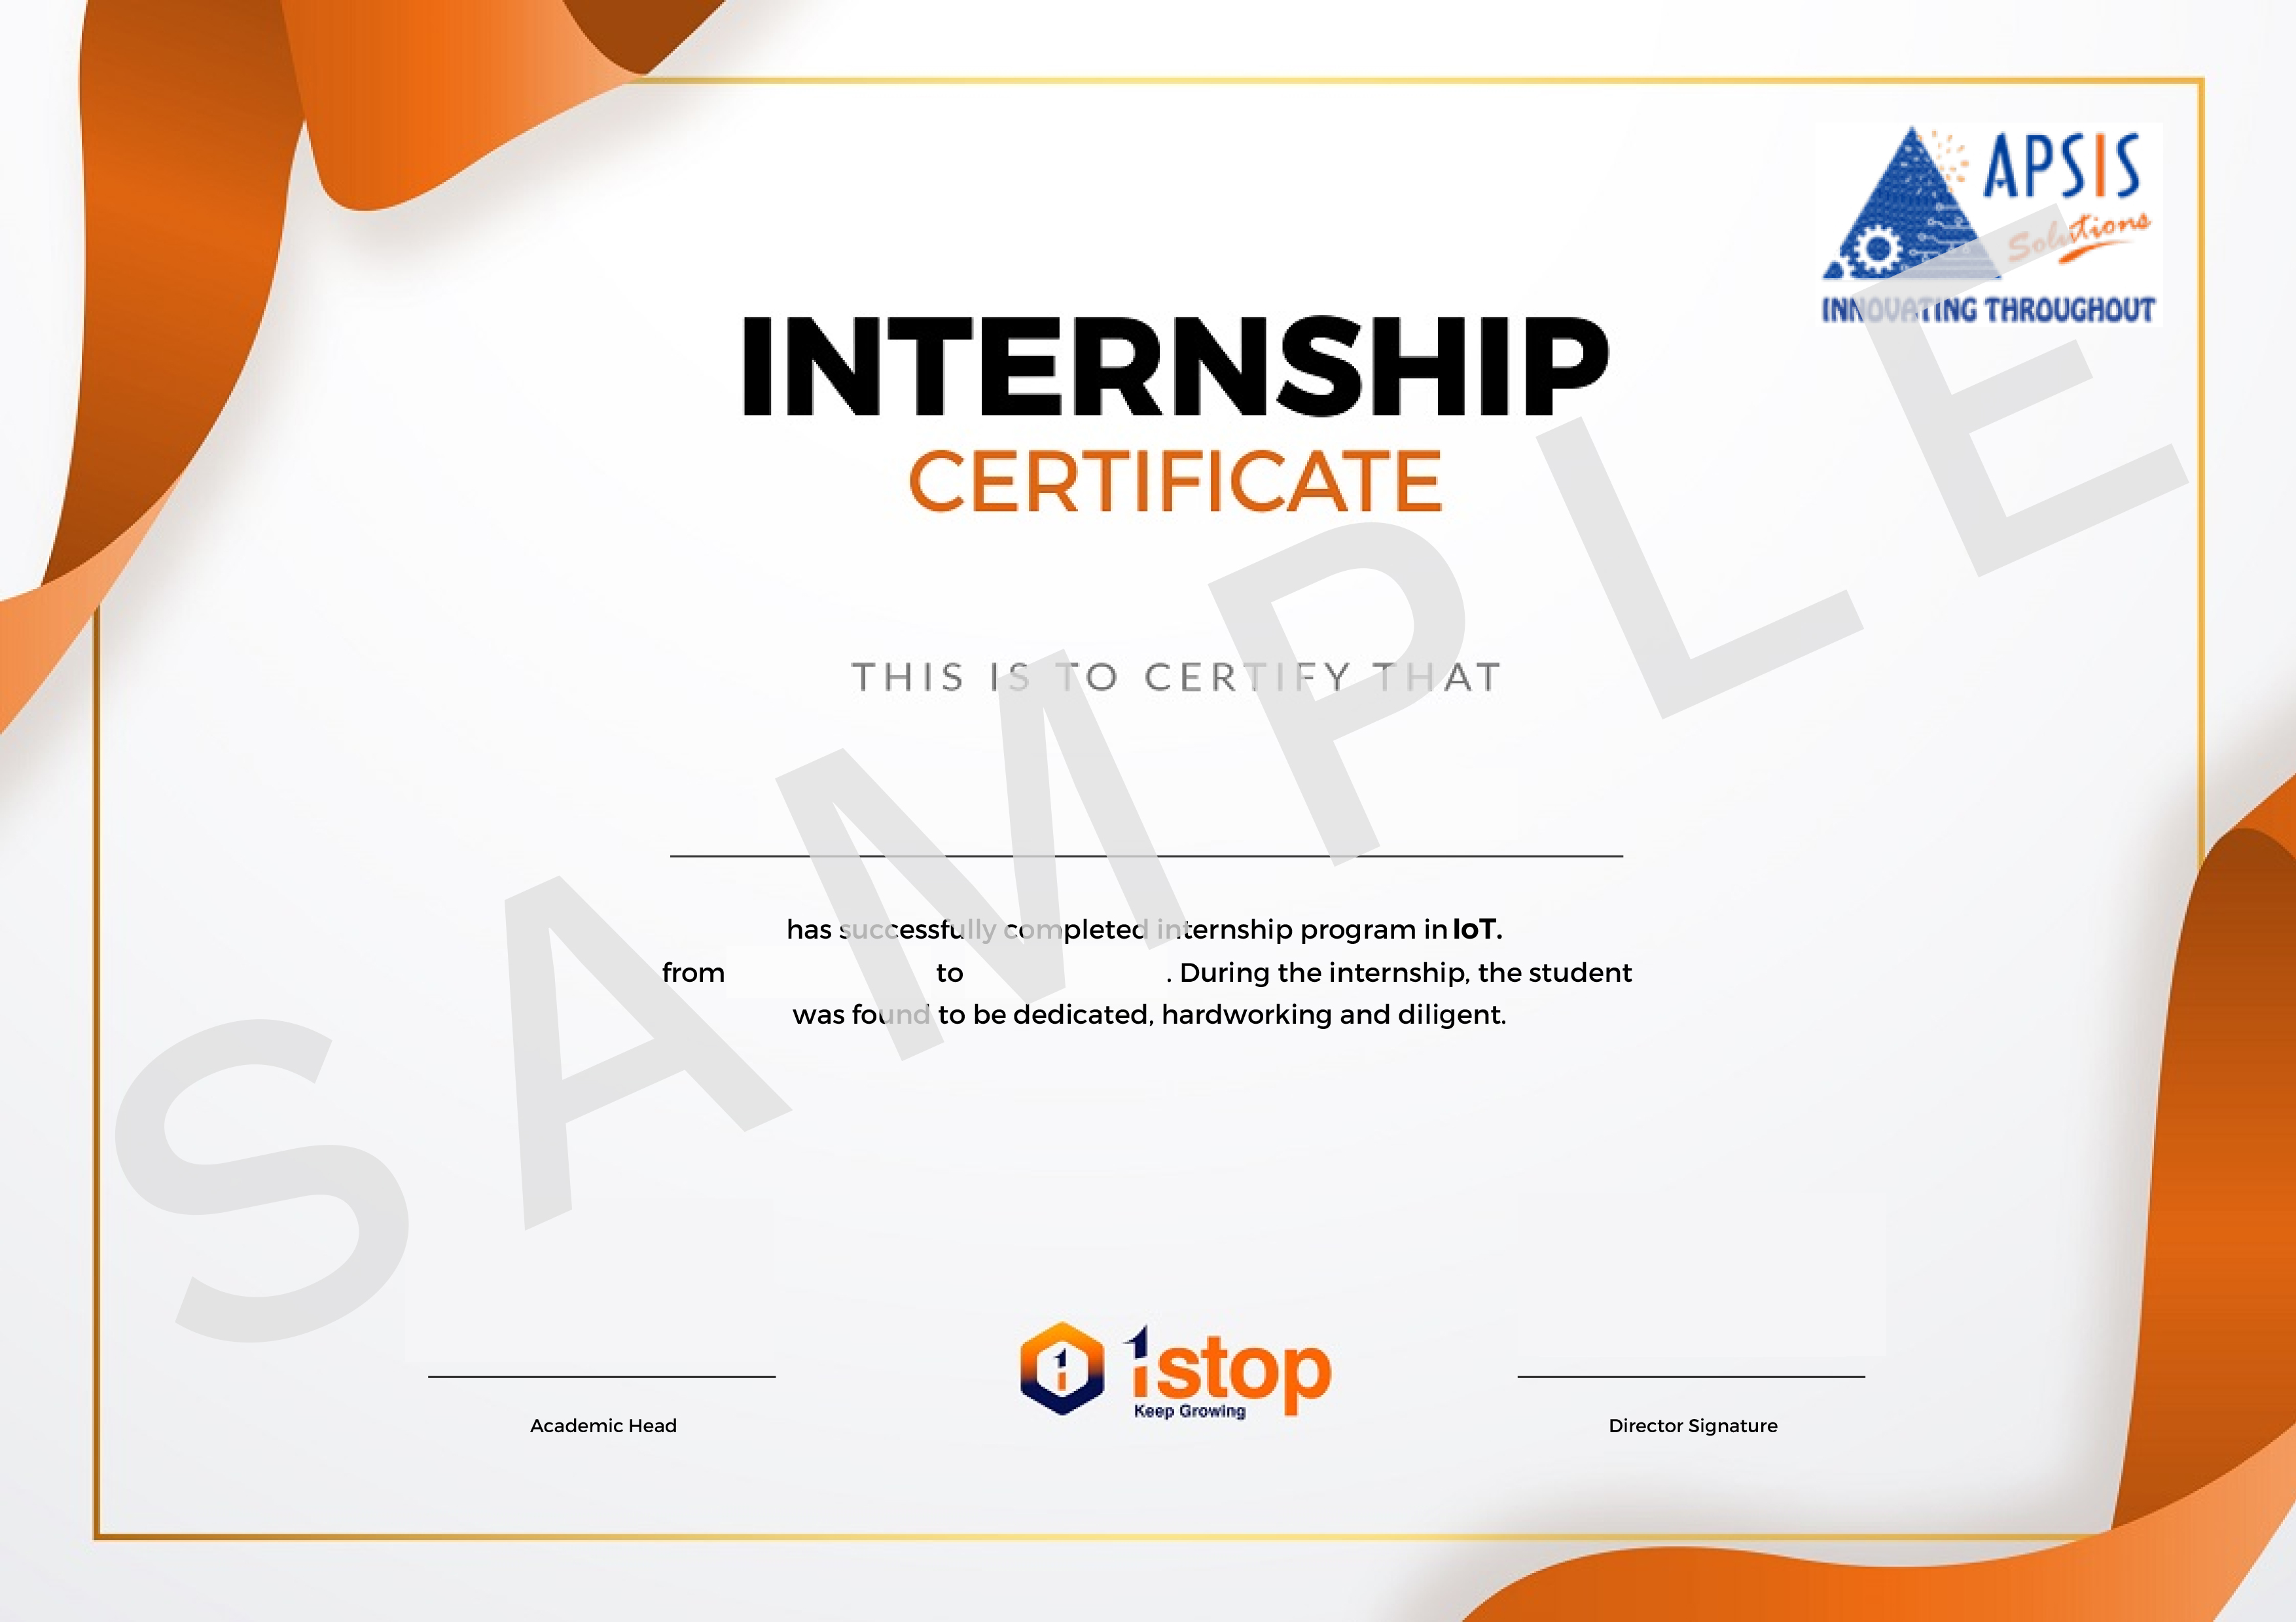 APSIS
Solutions
INNOVATING THROUGHOUT
INTERNSHIP
CERTIFICATE
THIS IS TO CERTIFY THAT
has successfully completed internship program in IoT.
from to . During the internship, the student
was found to be dedicated, hardworking and diligent.
SAMPLE
1
1stop
Keep Growing
Academic Head
Director Signature